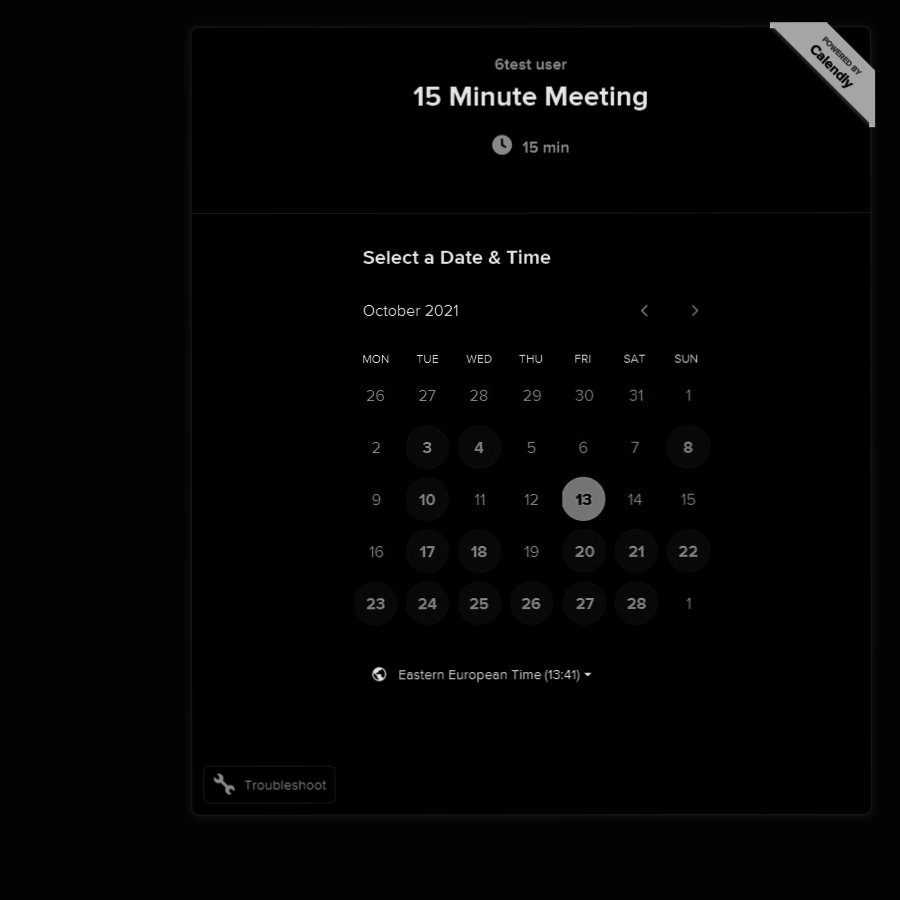 POWERED BY
Calendly
6test user
15 Minute Meeting
15 min
Select a Date & Time
October 2021
MON TUE WED THU FRI SAT SUN
26 27 28 29 30 31 1
2 3 4 5 6 7 8
9 10 11 12 13 14 15
16 17 18 19 20 21 22
23 24 25 26 27 28 1
Eastern European Time (13:41)
Troubleshoot